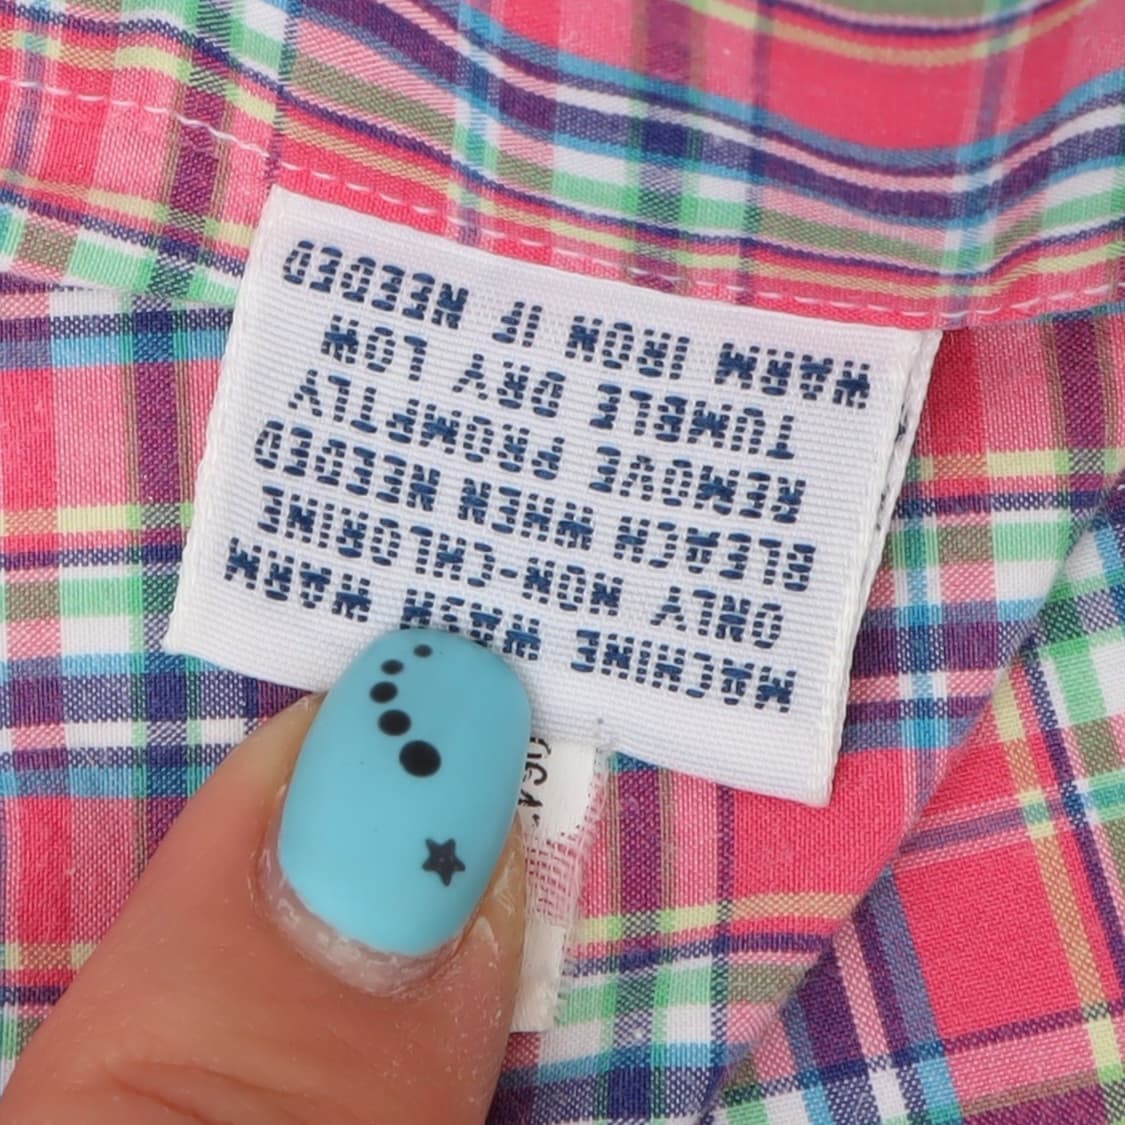 MACHINE WASH WARM
ONLY NON-CHLORINE
BLEACH WHEN NEEDED
REMOVE PROMPTLY
TUMBLE DRY LOW
WARM IRON IF NEEDED